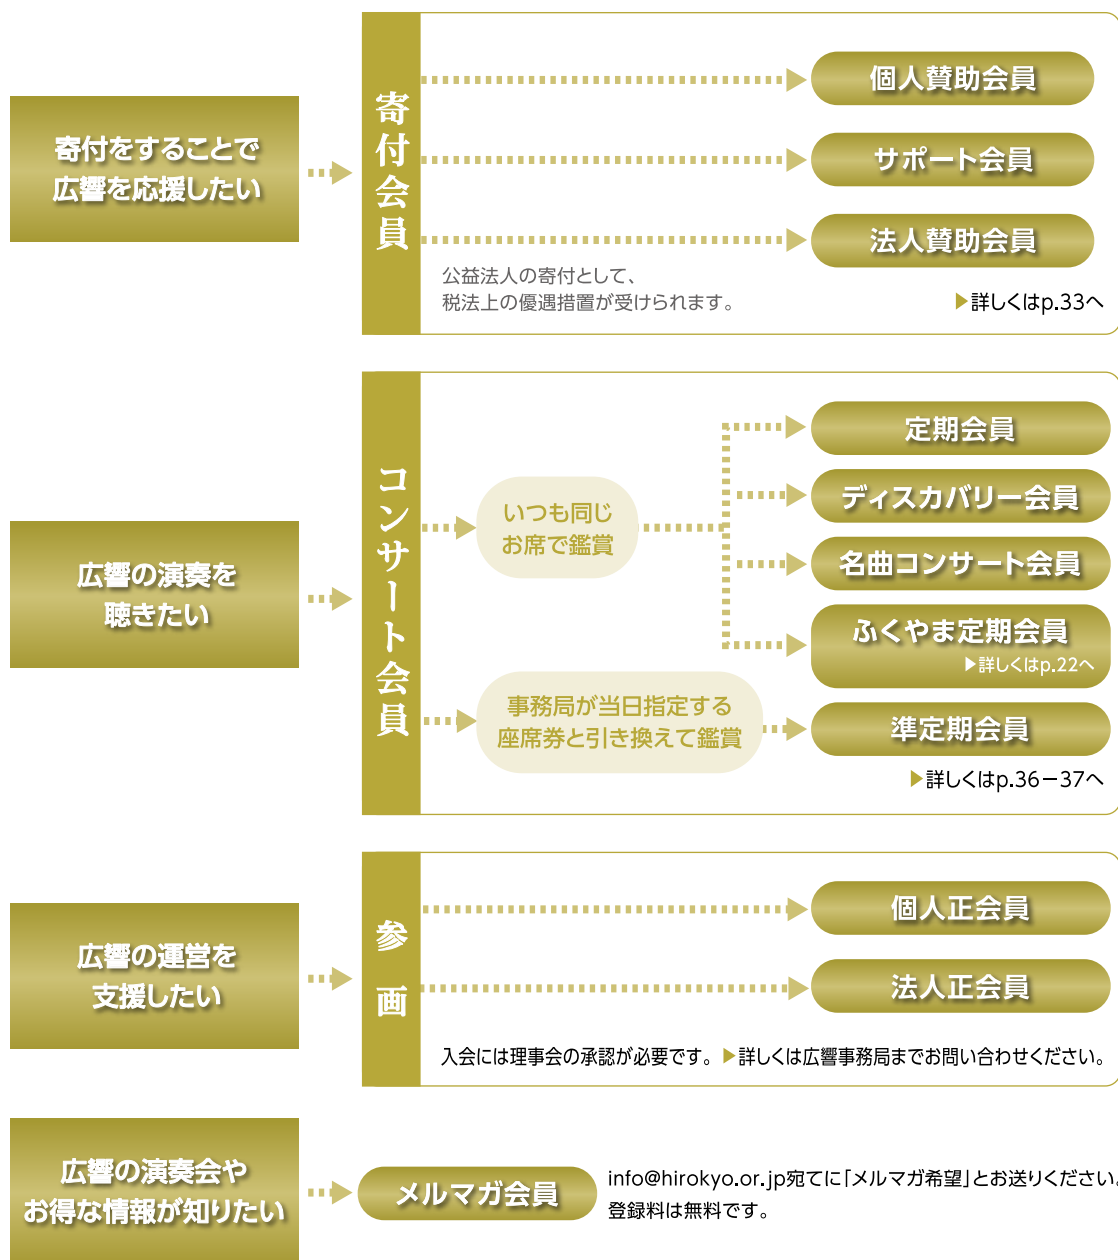 寄付をすることで
広響を応援したい
寄付会員
個人賛助会員
サポート会員
法人賛助会員
公益法人の寄付として、
税法上の優遇措置が受けられます。
▶詳しくはp.33へ
広響の演奏を
聴きたい
コンサート会員
いつも同じ
お席で鑑賞
定期会員
ディスカバリー会員
名曲コンサート会員
ふくやま定期会員
▶詳しくはp.22へ
事務局が当日指定する
座席券と引き換えて鑑賞
準定期会員
▶詳しくはp.36－37へ
広響の運営を
支援したい
参画
個人正会員
法人正会員
入会には理事会の承認が必要です。▶詳しくは広響事務局までお問い合わせください。
広響の演奏会や
お得な情報が知りたい
メルマガ会員
info@hirokyo.or.jp宛てに「メルマガ希望」とお送りください。
登録料は無料です。